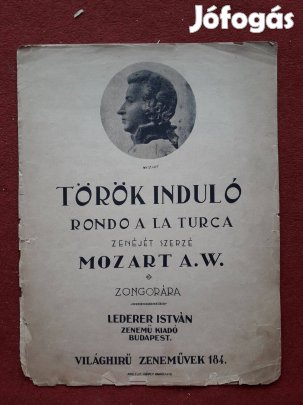 Jófogás
MOZART
TÖRÖK INDULÓ
RONDO A LA TURCA
ZENÉJÉT SZERZÉ
MOZART A.W.
ZONGORÁRA
LEDERER ISTVÁN
ZENEMŰ KIADÓ
BUDAPEST.
VILÁGHIRŰ ZENEMŰVEK 184.